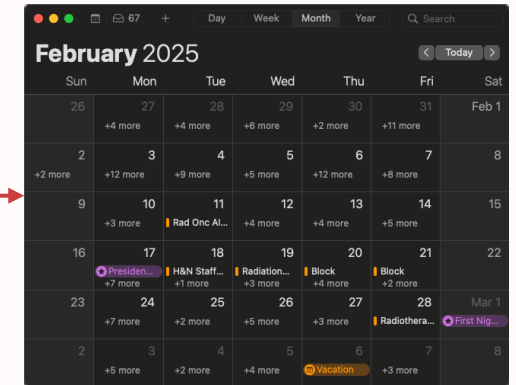 67 + Day Week Month Year Search
February 2025
< Today >
Sun Mon Tue Wed Thu Fri Sat
26 27 28 29 30 31 Feb 1
+4 more +4 more +6 more +2 more +11 more
2 3 4 5 6 7 8
+2 more +12 more +9 more +5 more +12 more +8 more
9 10 11 12 13 14 15
+3 more Rad Onc Al... +4 more +4 more +5 more
16 17 18 19 20 21 22
Presiden... H&N Staff... Radiation... Block Block
+7 more +1 more +3 more +4 more +2 more
23 24 25 26 27 28 Mar 1
+7 more +2 more +5 more +3 more Radiothera... First Nig...
2 3 4 5 6 7 8
+5 more +2 more +4 more Vacation +3 more